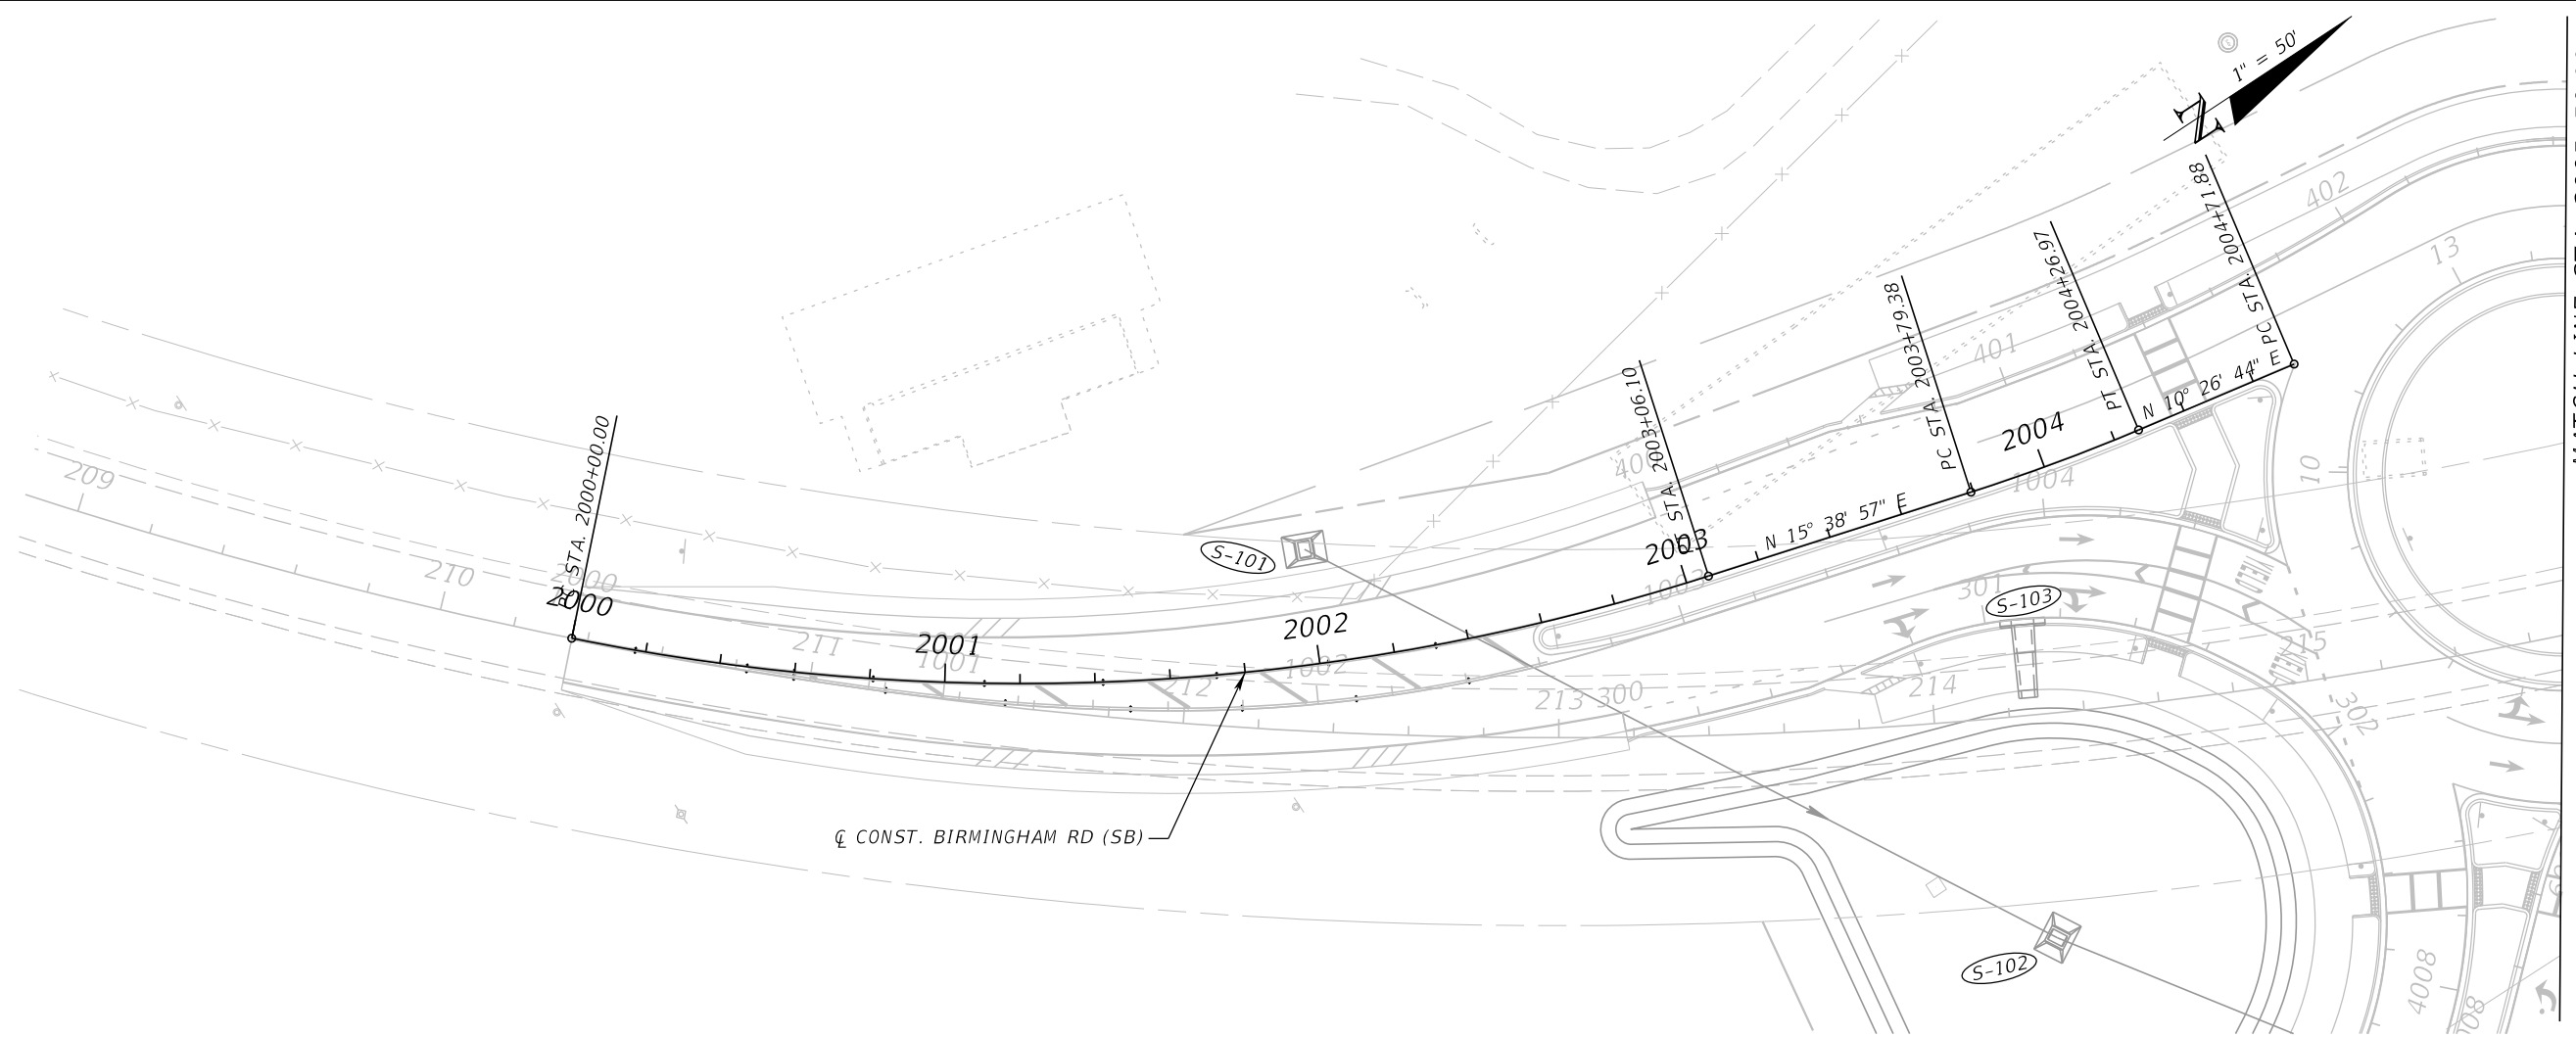 1" = 50'
N
PC STA. 2004+71.88
402
13
PT STA. 2004+26.97
PC STA. 2003+79.38
401
N 10° 26' 44" E
STA. 2003+06.10
400
2004
1004
10
N 15° 38' 57" E
2003
1003
STA. 2000+00.00
209
210
2000
2000
S-101
211
2001
1001
2002
1002
212
213
300
301
S-103
214
215
302
℄ CONST. BIRMINGHAM RD (SB)
S-102
4008